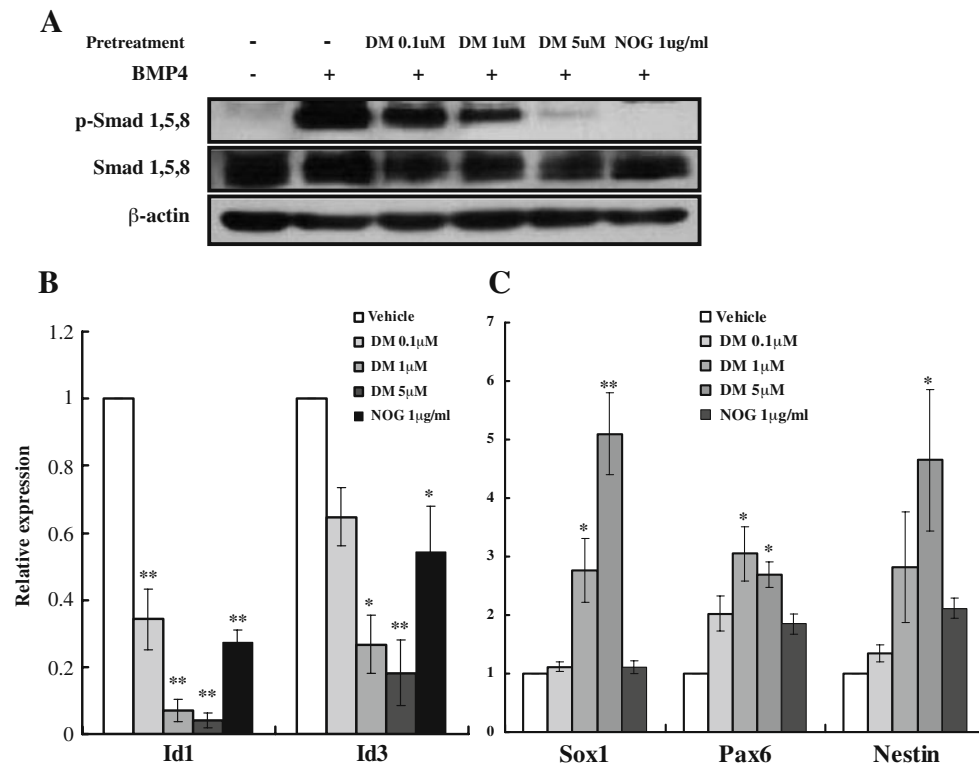 A
Pretreatment - - DM 0.1uM DM 1uM DM 5uM NOG 1ug/ml
BMP4 - + + + + +
p-Smad 1,5,8
Smad 1,5,8
β-actin
B
Relative expression
1.2
1
0.8
0.6
0.4
0.2
0
Vehicle
DM 0.1μM
DM 1μM
DM 5μM
NOG 1μg/ml
**
**
**
**
*
**
*
Id1 Id3
C
7
6
5
4
3
2
1
0
Vehicle
DM 0.1μM
DM 1μM
DM 5μM
NOG 1μg/ml
*
**
*
*
*
Sox1 Pax6 Nestin